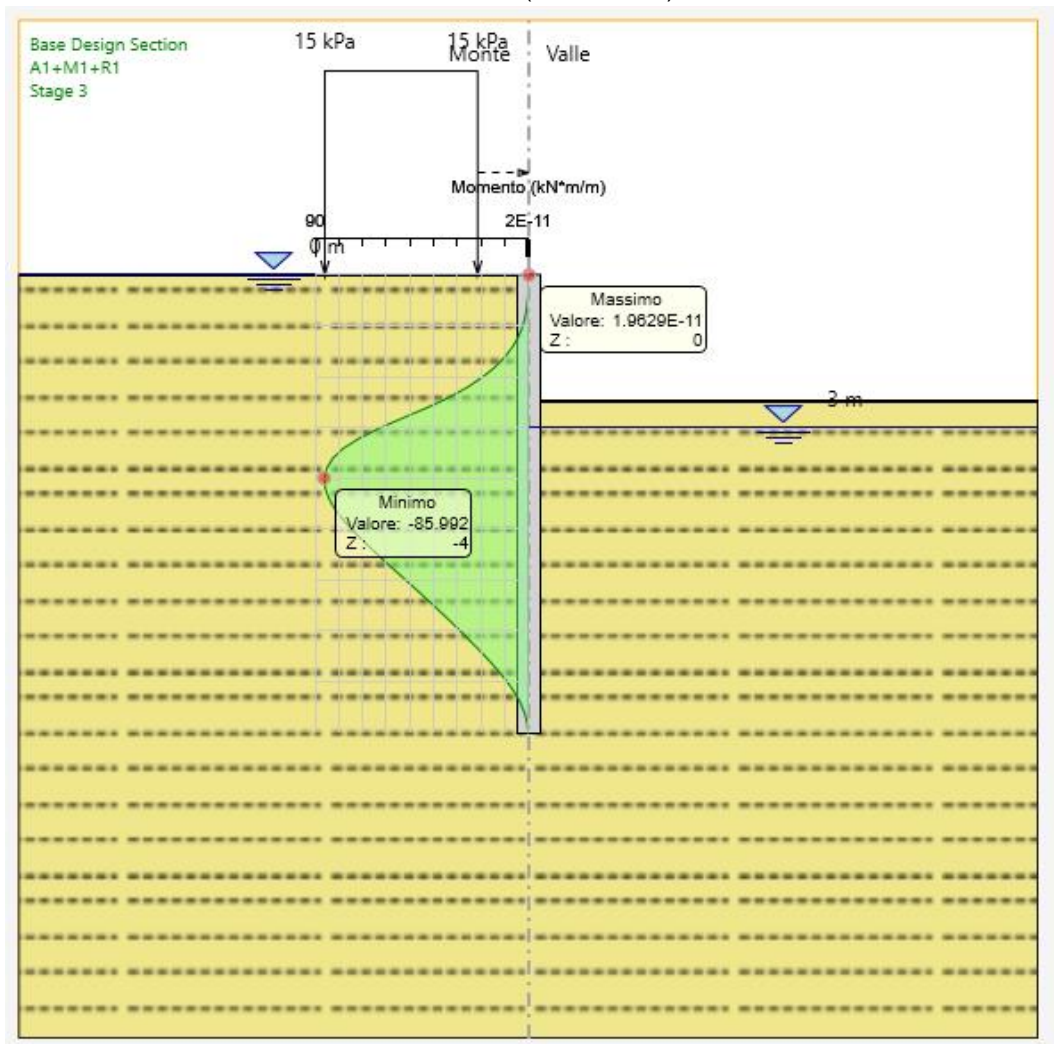 Base Design Section
A1+M1+R1
Stage 3
15 kPa
15 kPa
Monte
Valle
Momento (kN*m/m)
90
2E-11
0 m
Massimo
Valore: 1.9629E-11
Z : 0
3 m
Minimo
Valore: -85.992
Z : -4